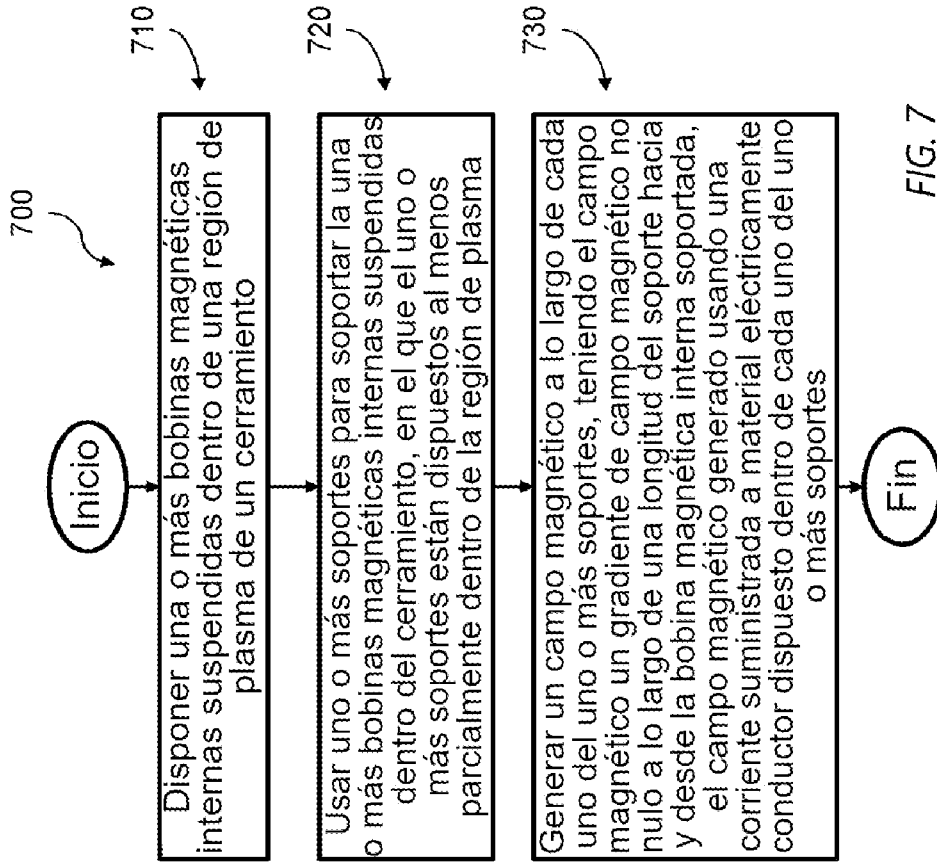 700
Inicio
710
Disponer una o más bobinas magnéticas
internas suspendidas dentro de una región de
plasma de un cerramiento
720
Usar uno o más soportes para soportar la una
o más bobinas magnéticas internas suspendidas
dentro del cerramiento, en el que el uno o
más soportes están dispuestos al menos
parcialmente dentro de la región de plasma
730
Generar un campo magnético a lo largo de cada
uno del uno o más soportes, teniendo el campo
magnético un gradiente de campo magnético no
nulo a lo largo de una longitud del soporte hacia
y desde la bobina magnética interna soportada,
el campo magnético generado usando una
corriente suministrada a material eléctricamente
conductor dispuesto dentro de cada uno del uno
o más soportes
Fin
FIG. 7